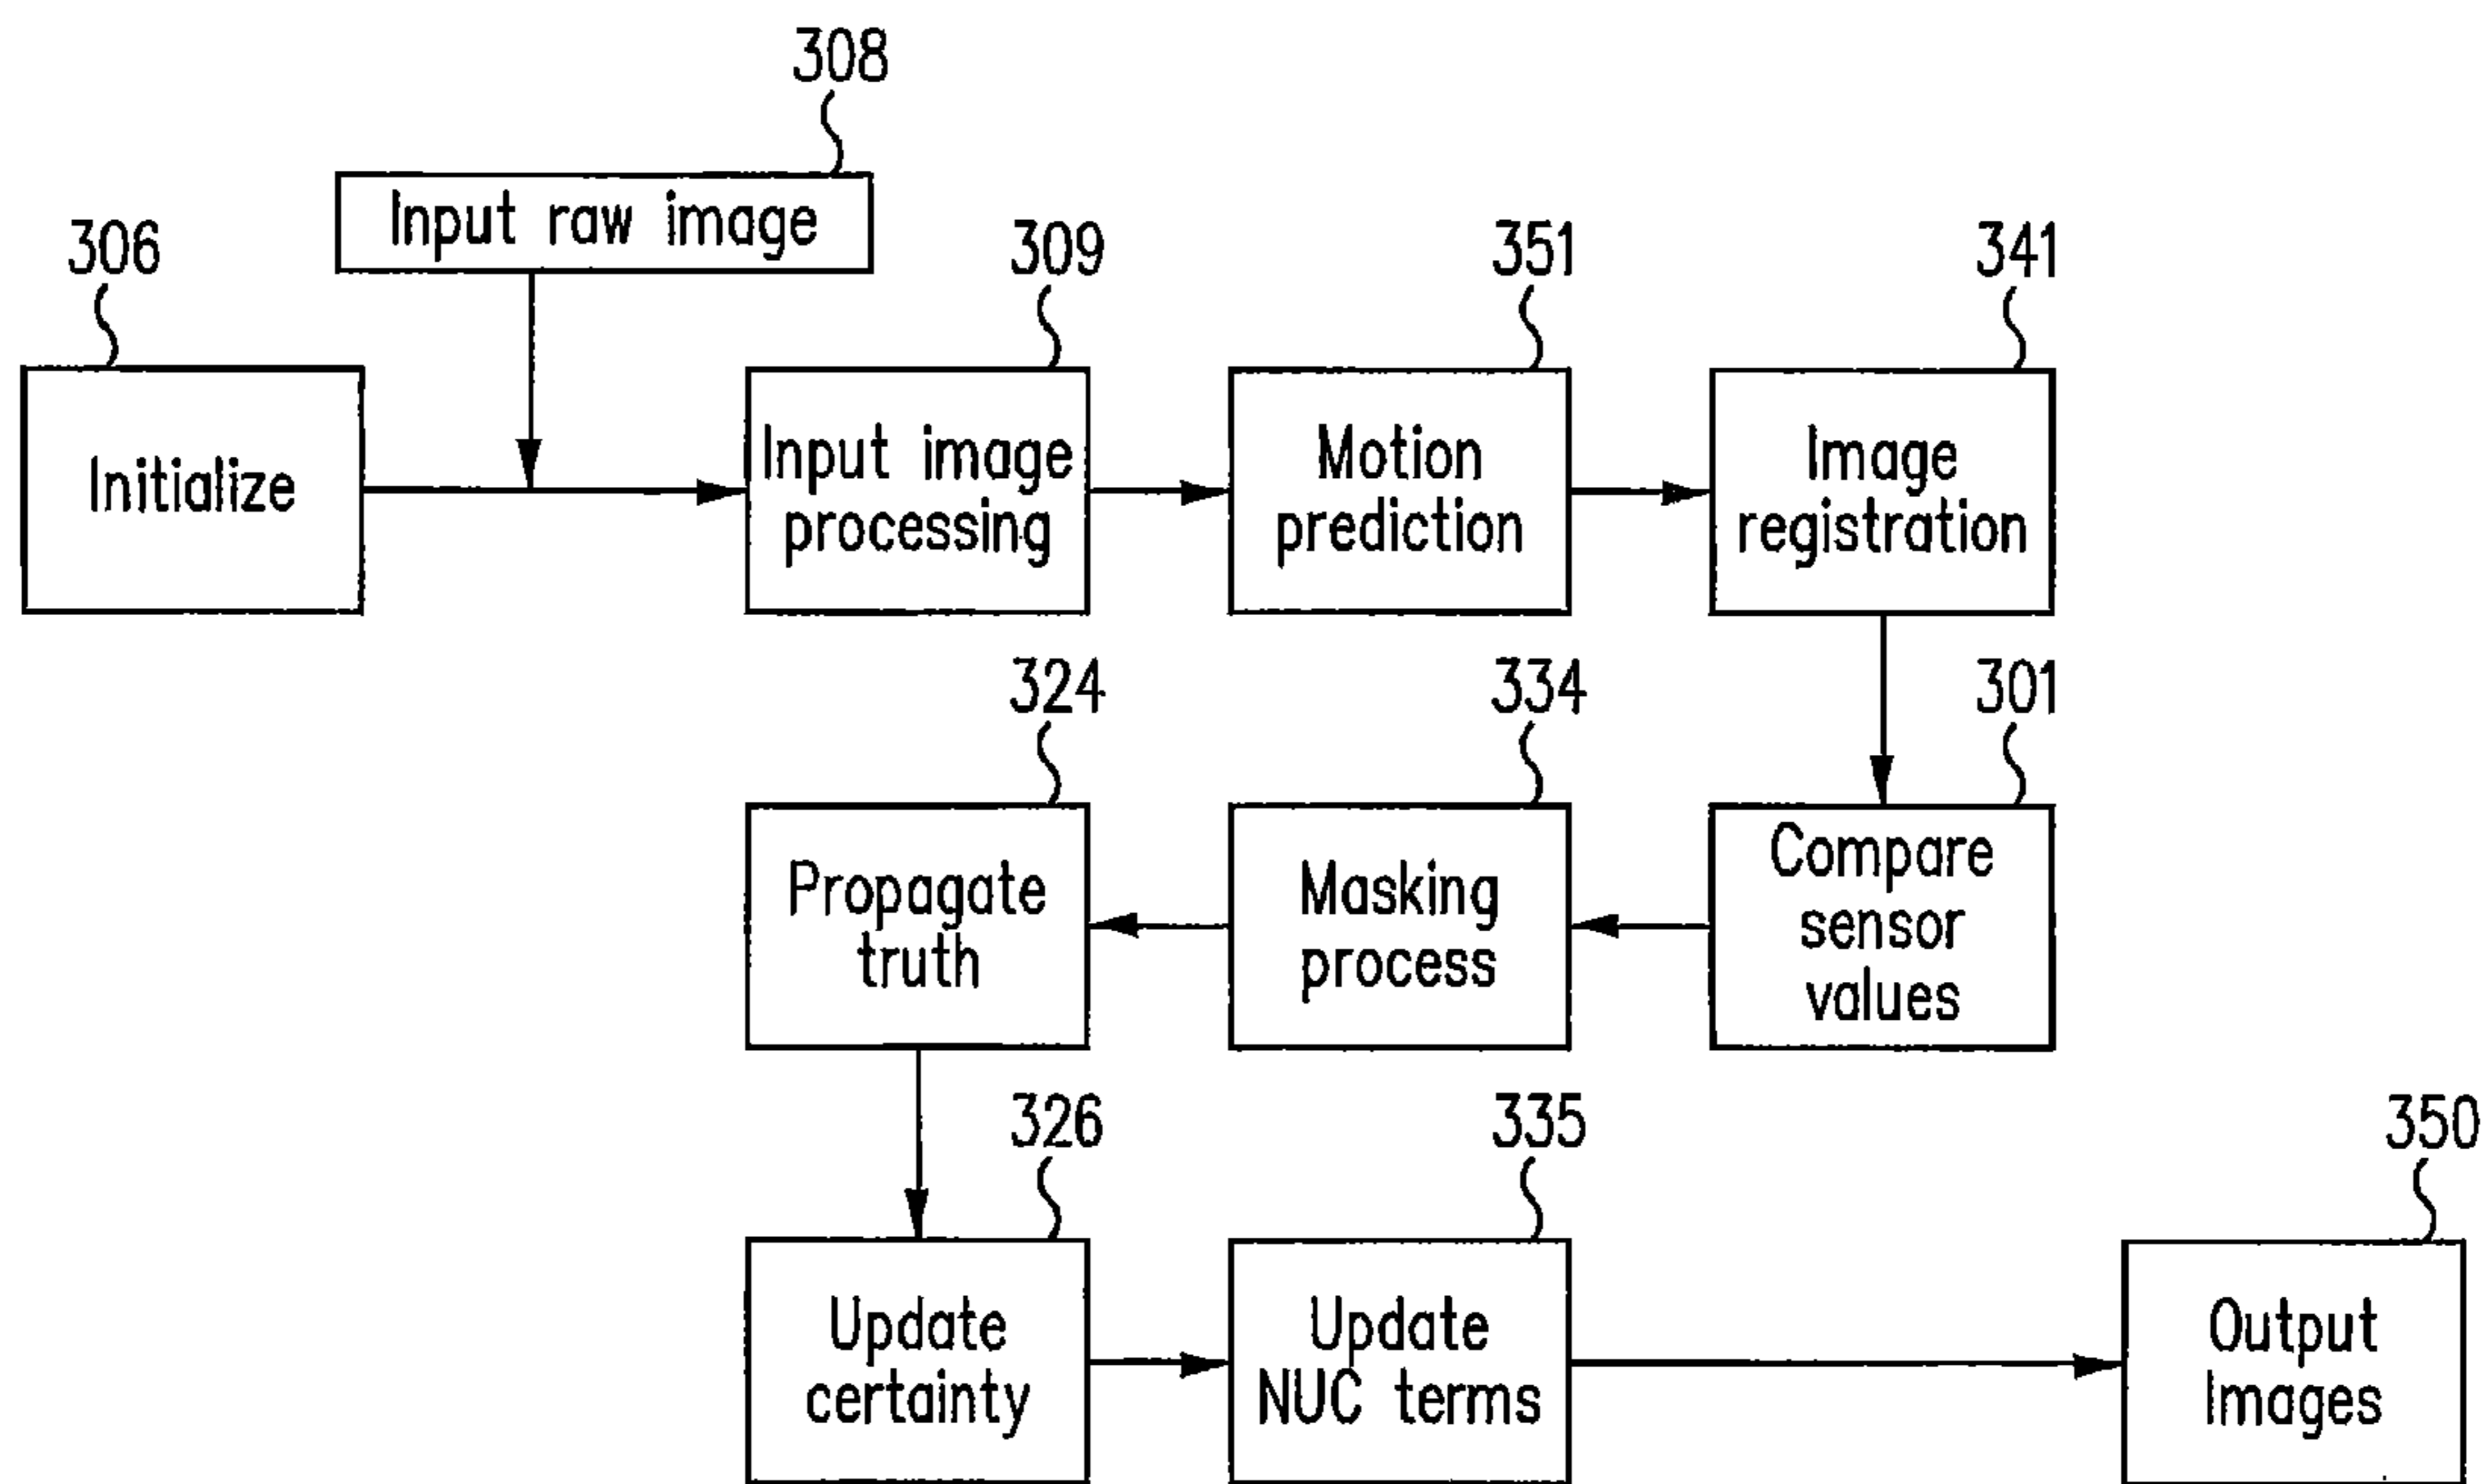 308
Input raw image
306
Initialize
309
Input image
processing
351
Motion
prediction
341
Image
registration
324
Propagate
truth
334
Masking
process
301
Compare
sensor
values
326
Update
certainty
335
Update
NUC terms
350
Output
Images